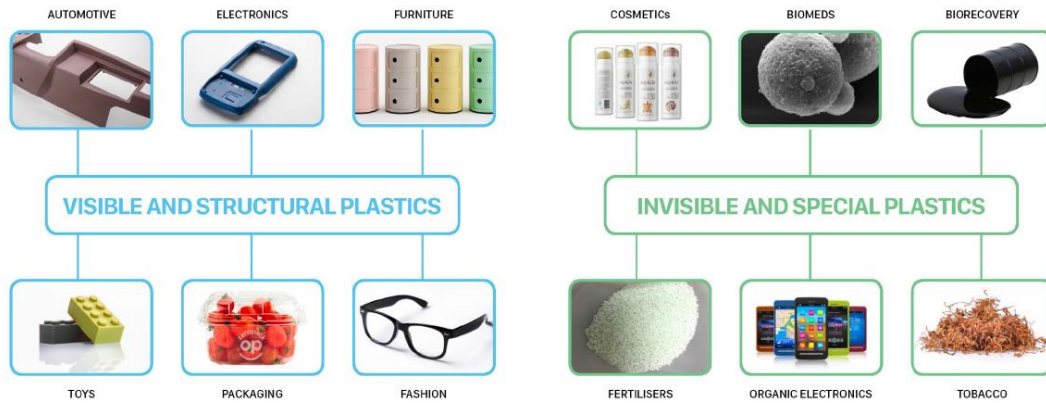 AUTOMOTIVE
ELECTRONICS
FURNITURE
COSMETICs
BIOMEDS
BIORECOVERY
VISIBLE AND STRUCTURAL PLASTICS
INVISIBLE AND SPECIAL PLASTICS
op
TOYS
PACKAGING
FASHION
FERTILISERS
ORGANIC ELECTRONICS
TOBACCO